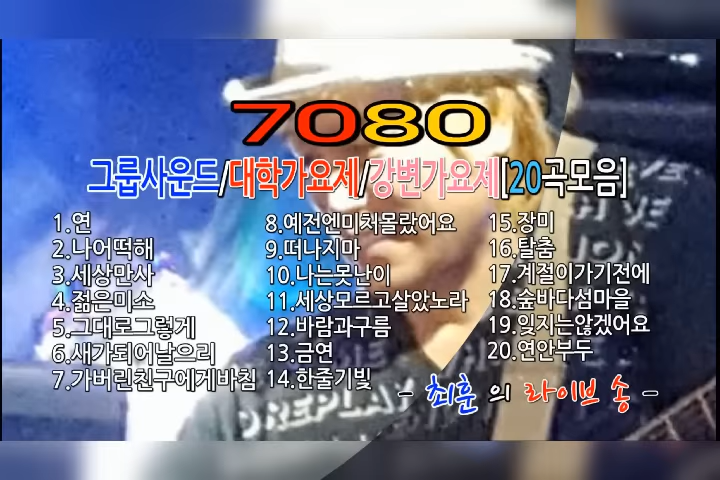 7080
그룹사운드/대학가요제/강변가요제[20곡모음]
1.연
2.나어떡해
3.세상만사
4.젊은미소
5.그대로그렇게
6.새가되어날으리
7.가버린친구에게바침
8.예전엔미처몰랐어요
9.떠나지마
10.나는못난이
11.세상모르고살았노라
12.바람과구름
13.금연
14.한줄기빛
15.장미
16.탈춤
17.계절이가기전에
18.숲바다섬마을
19.잊지는않겠어요
20.연안부두
- 최훈 의 라이브 송 -
REPLAY